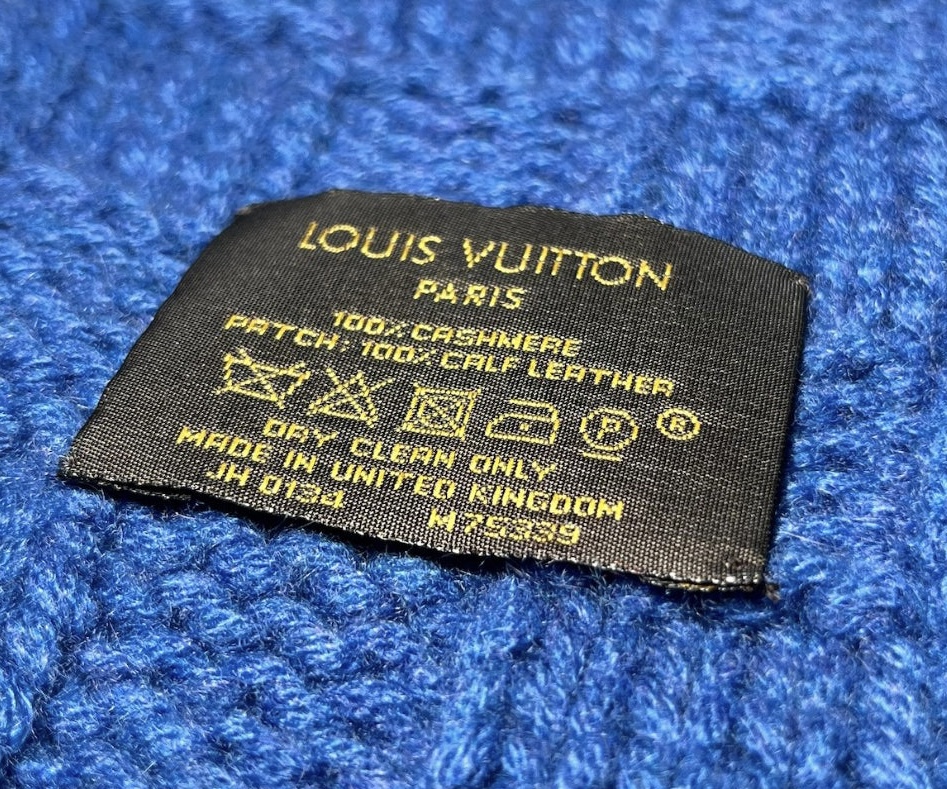 LOUIS VUITTON
PARIS
100% CASHMERE
PATCH: 100% CALF LEATHER
P ®
DRY CLEAN ONLY
MADE IN UNITED KINGDOM
JH 0134 M75339